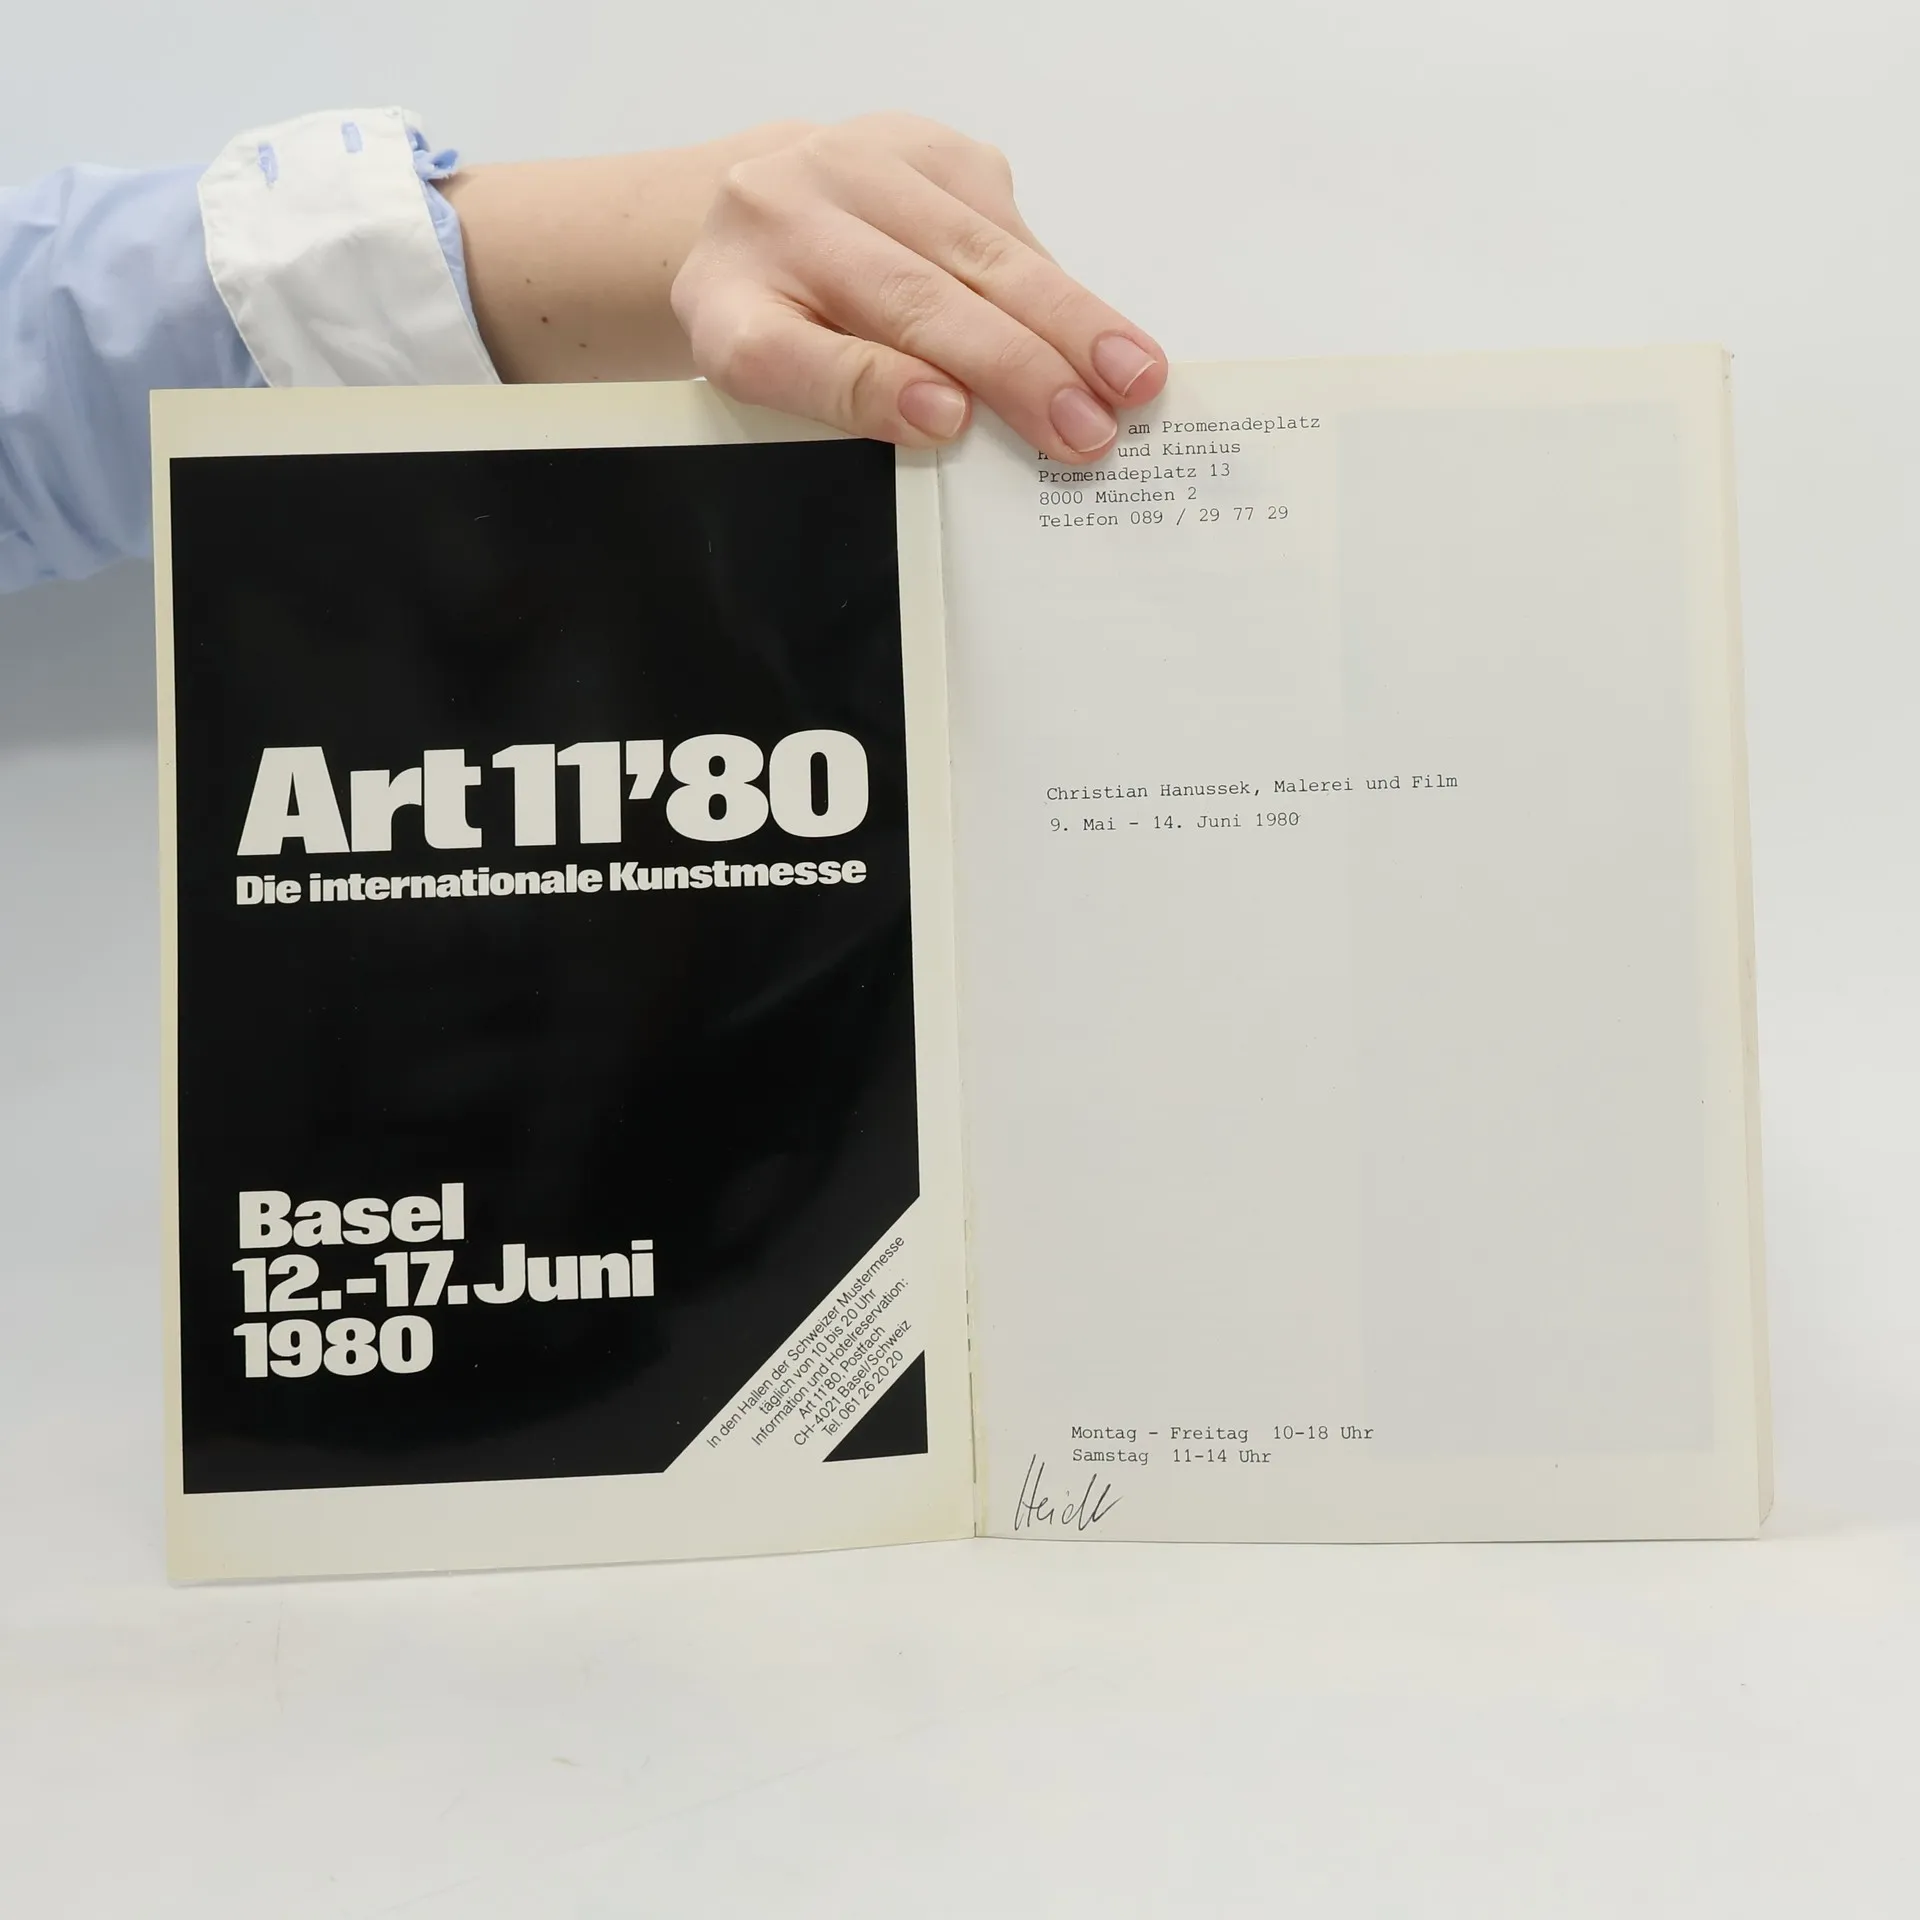 Art 11'80
Die internationale Kunstmesse
Basel
12.-17. Juni
1980
In den Hallen der Schweizer Mustermesse
täglich von 10 bis 20 Uhr
Information und Hotelreservation:
Art 11'80, Postfach
CH-4021 Basel/Schweiz
Tel. 061 26 20 20
am Promenadeplatz
und Kinnius
Promenadeplatz 13
8000 München 2
Telefon 089 / 29 77 29
Christian Hanussek, Malerei und Film
9. Mai - 14. Juni 1980
Montag - Freitag 10-18 Uhr
Samstag 11-14 Uhr